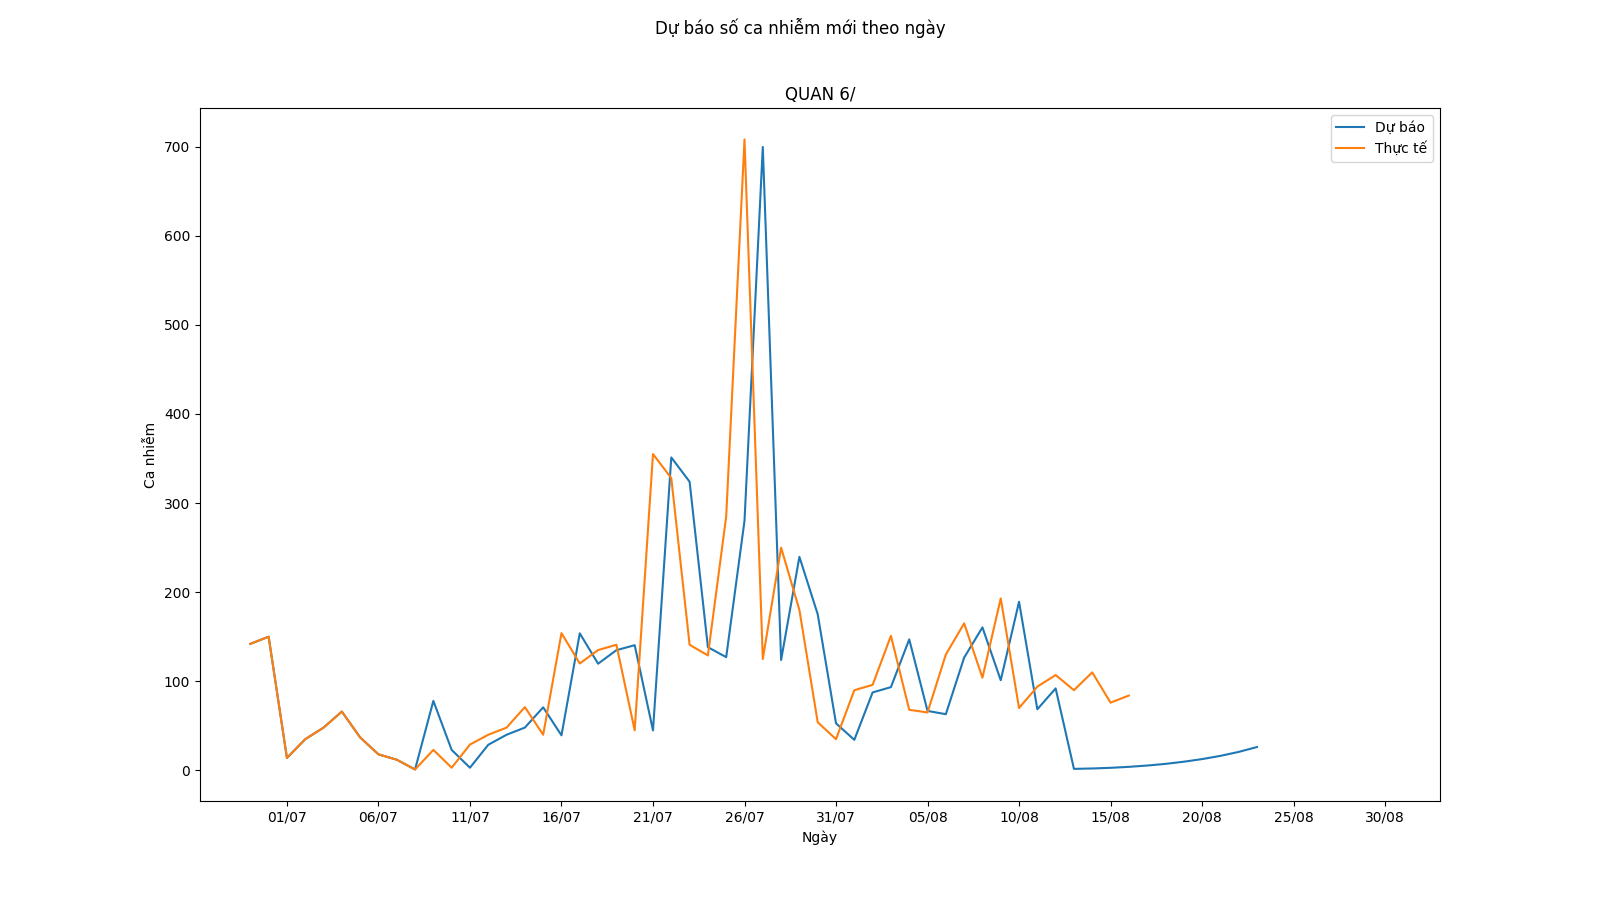 Dự báo số ca nhiễm mới theo ngày
QUAN 6/
Dự báo
Thực tế
700
600
500
400
300
200
100
0
Ca nhiễm
01/07 06/07 11/07 16/07 21/07 26/07 31/07 05/08 10/08 15/08 20/08 25/08 30/08
Ngày